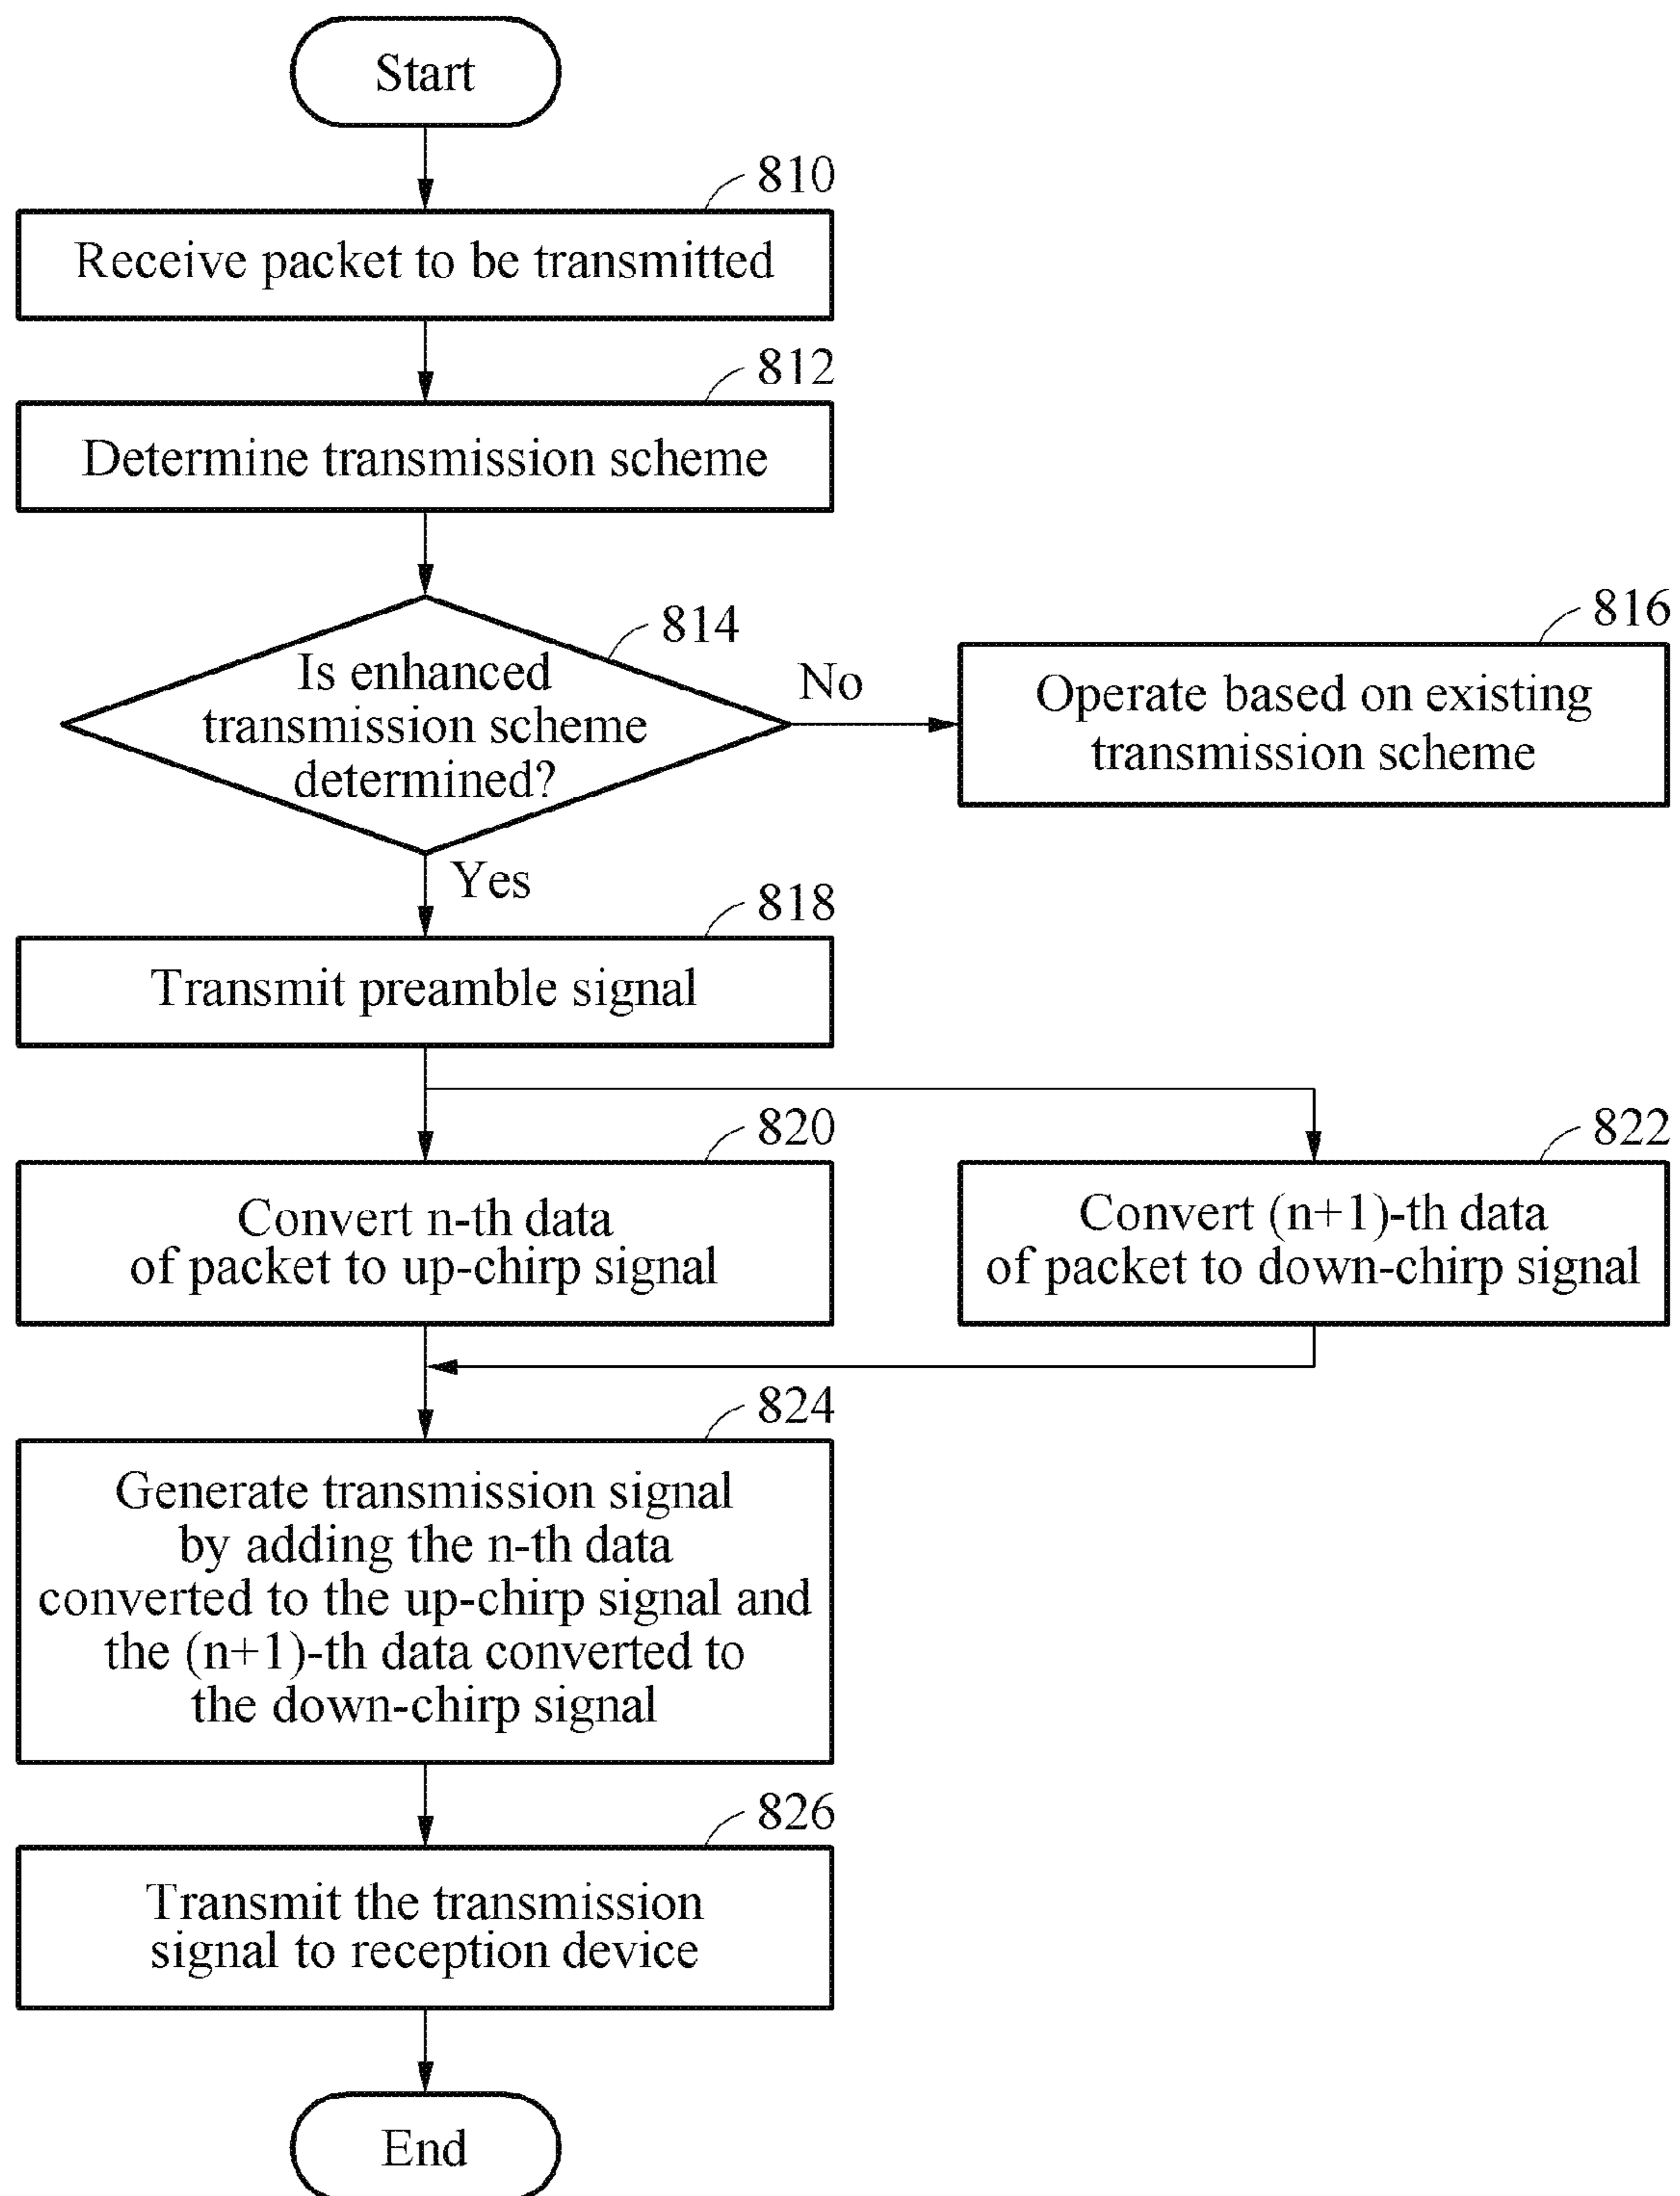 Start
810
Receive packet to be transmitted
812
Determine transmission scheme
814
Is enhanced
transmission scheme
determined?
No
816
Operate based on existing
transmission scheme
Yes
818
Transmit preamble signal
820
Convert n-th data
of packet to up-chirp signal
822
Convert (n+1)-th data
of packet to down-chirp signal
824
Generate transmission signal
by adding the n-th data
converted to the up-chirp signal and
the (n+1)-th data converted to
the down-chirp signal
826
Transmit the transmission
signal to reception device
End